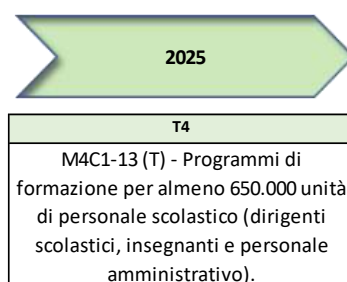 2025
T4
M4C1-13 (T) - Programmi di
formazione per almeno 650.000 unità
di personale scolastico (dirigenti
scolastici, insegnanti e personale
amministrativo).